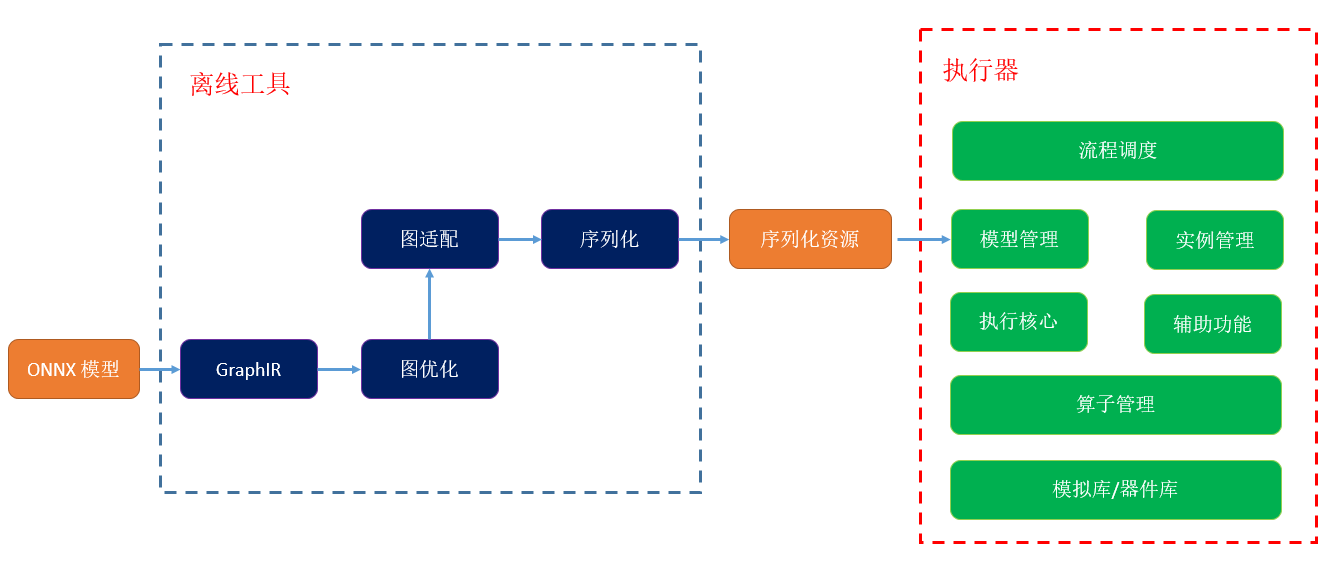 离线工具
ONNX 模型
GraphIR
图优化
图适配
序列化
序列化资源
执行器
流程调度
模型管理
实例管理
执行核心
辅助功能
算子管理
模拟库/器件库